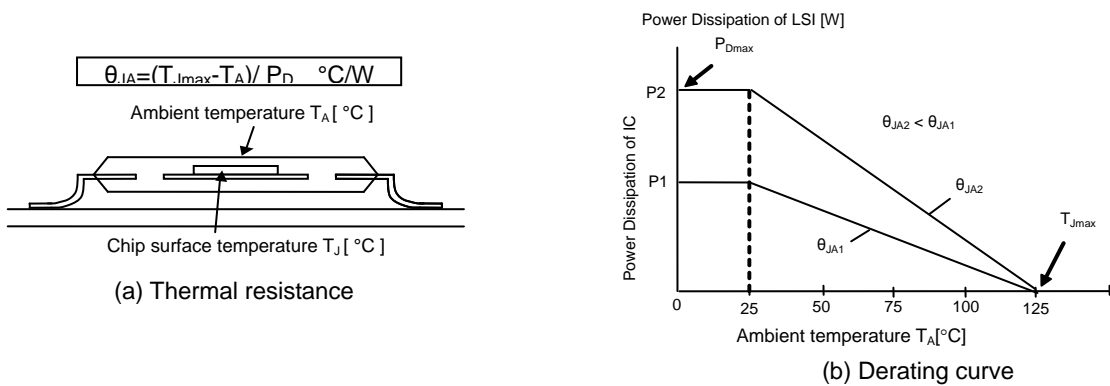 θJA=(TJmax-TA)/ PD °C/W
Ambient temperature TA [ °C ]
Chip surface temperature TJ [ °C ]
(a) Thermal resistance
Power Dissipation of LSI [W]
PDmax
P2
θJA2 < θJA1
Power Dissipation of IC
P1
θJA2
TJmax
θJA1
0 25 50 75 100 125
Ambient temperature TA[°C]
(b) Derating curve